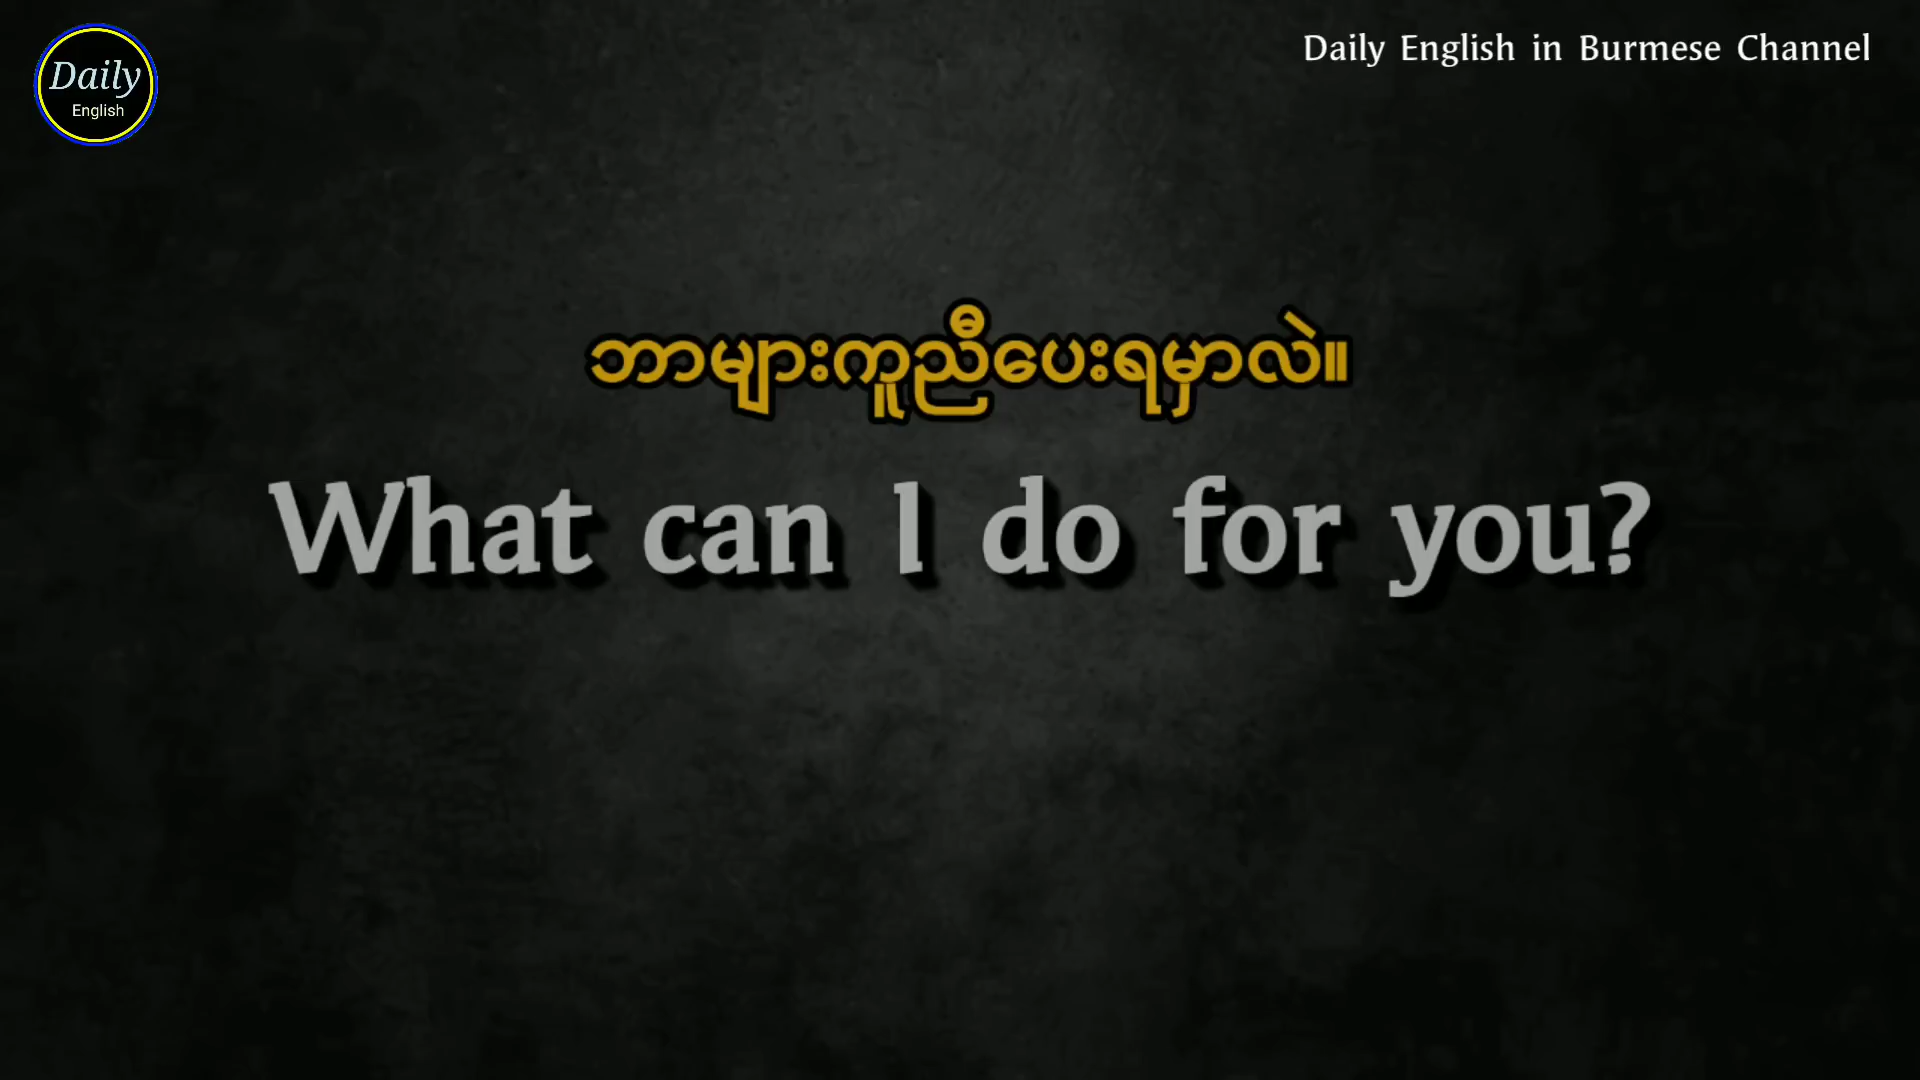 Daily
English
Daily English in Burmese Channel
ဘာများကူညီပေးရမှာလဲ။
What can I do for you?